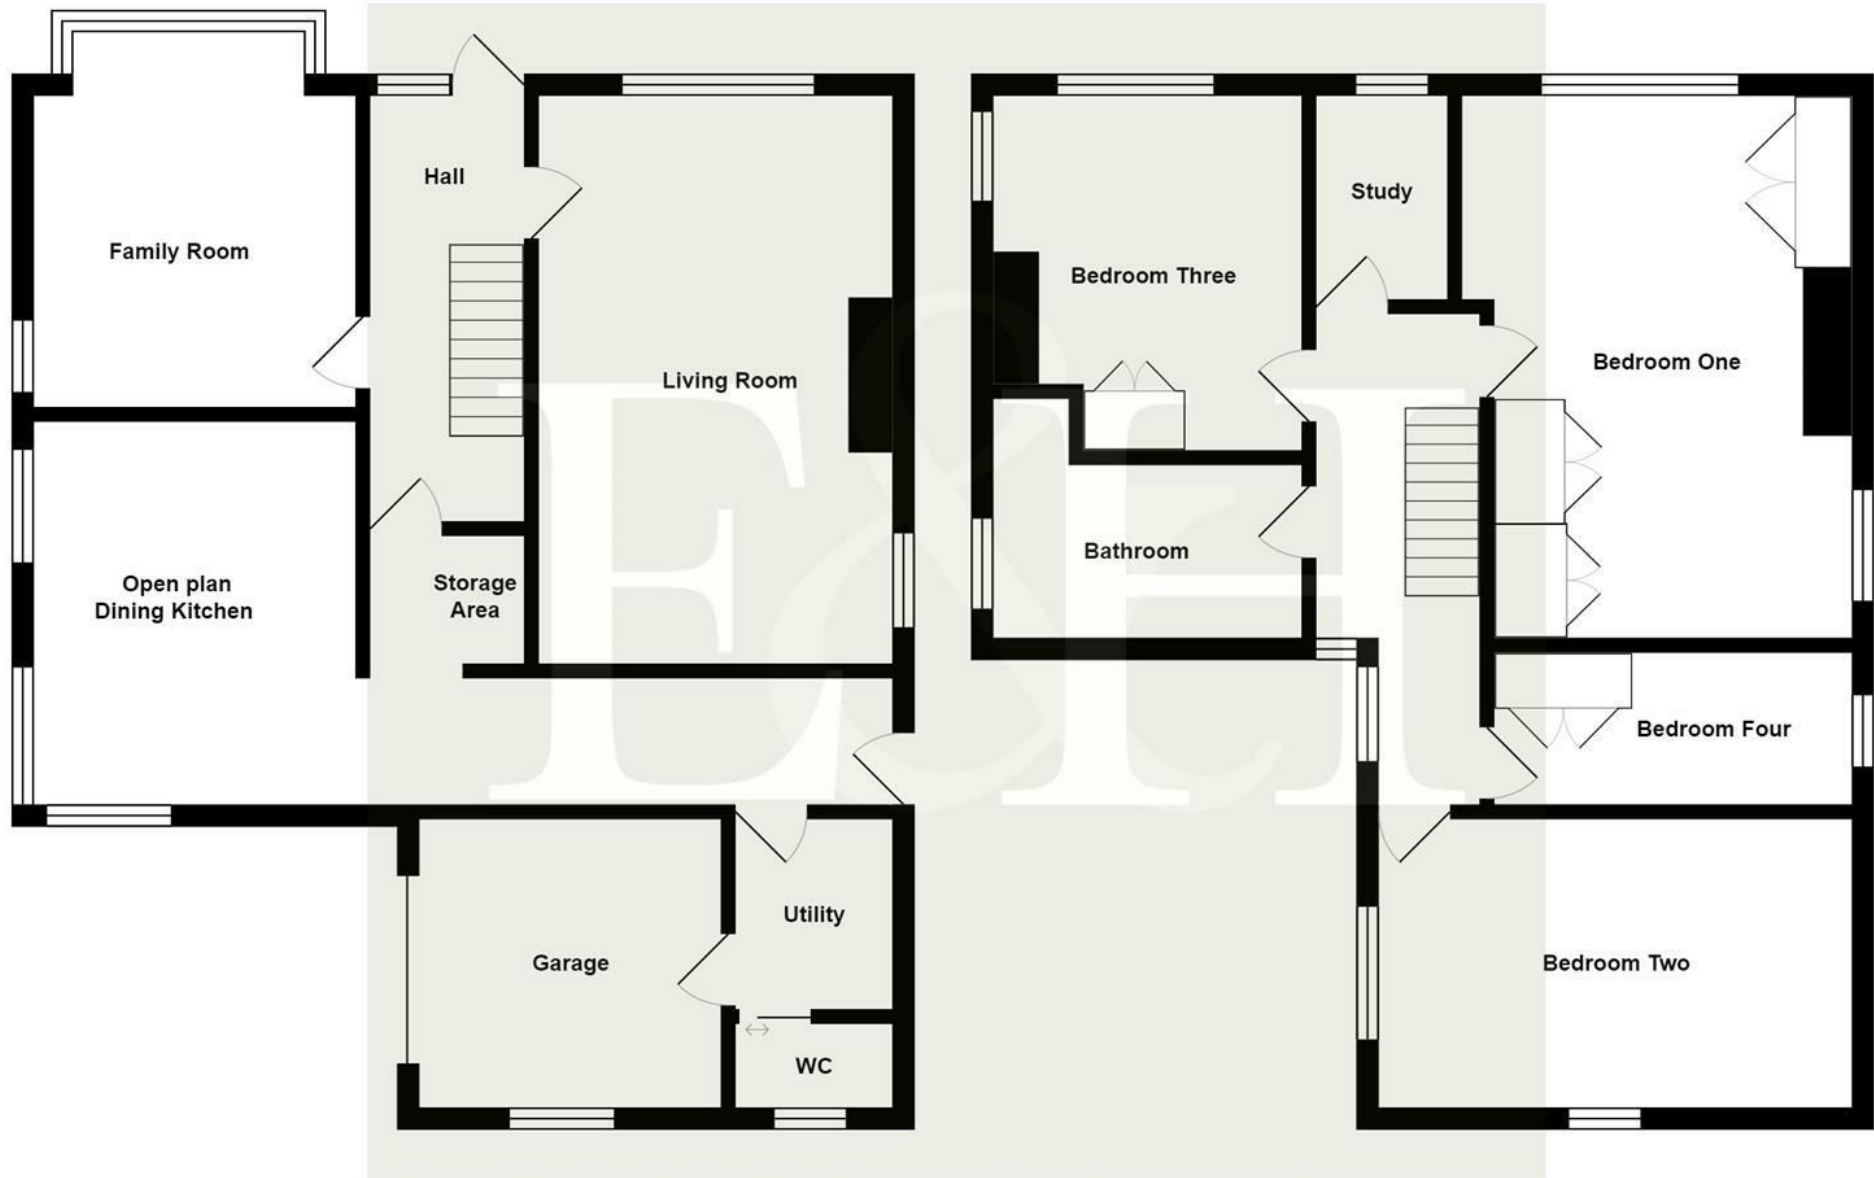 Hall
Family Room
Living Room
Open plan
Dining Kitchen
Storage
Area
Garage
Utility
WC
Study
Bedroom Three
Bedroom One
Bathroom
Bedroom Four
Bedroom Two
E&H